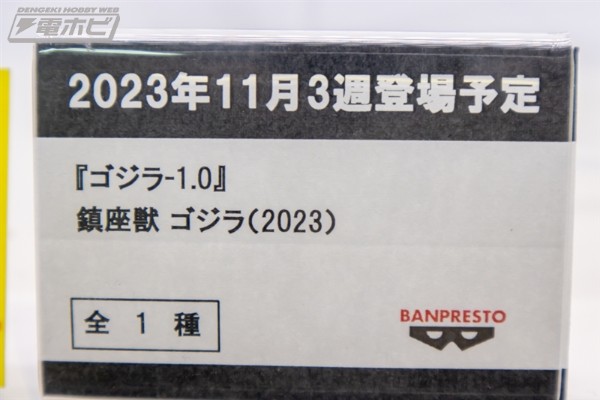 DENGEKI HOBBY WEB
電ホビ
2023年11月3週登場予定
『ゴジラ-1.0』
鎮座獣 ゴジラ(2023)
全 1 種
BANPRESTO